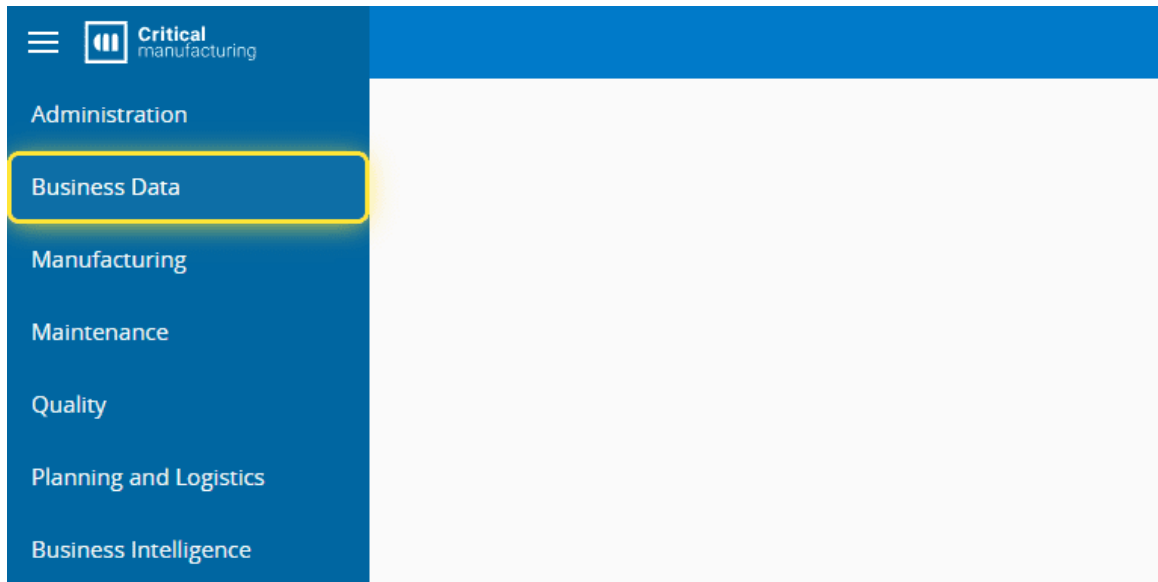 Critical
manufacturing
Administration
Business Data
Manufacturing
Maintenance
Quality
Planning and Logistics
Business Intelligence